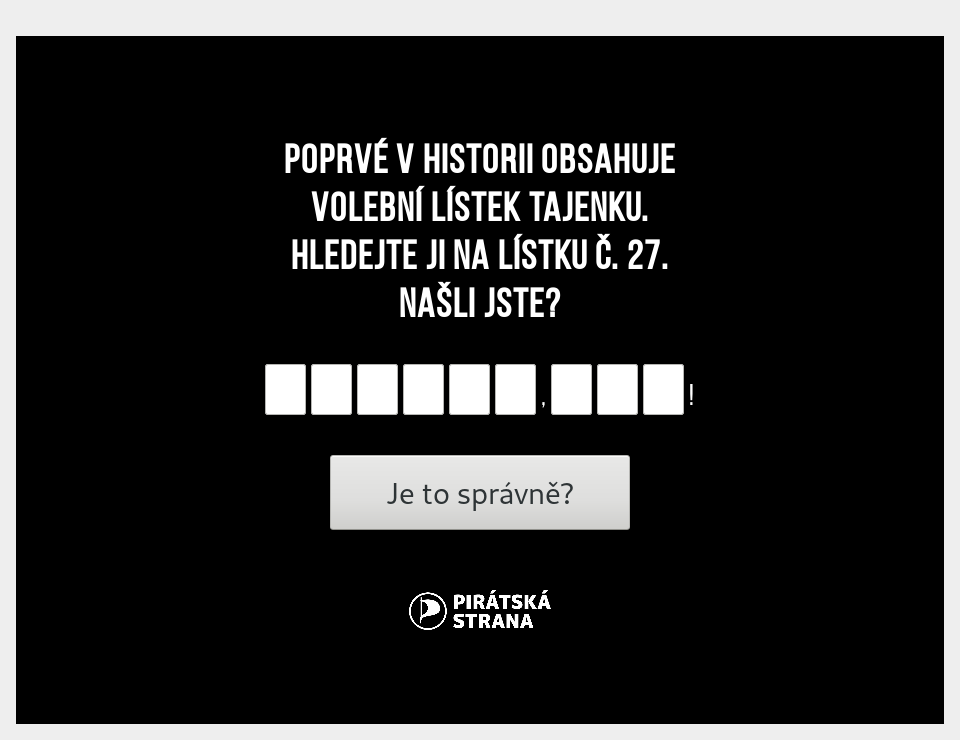 POPRVÉ V HISTORII OBSAHUJE
VOLEBNÍ LÍSTEK TAJENKU.
HLEDEJTE JI NA LÍSTKU Č. 27.
NAŠLI JSTE?
, !
Je to správně?
PIRÁTSKÁ
STRANA